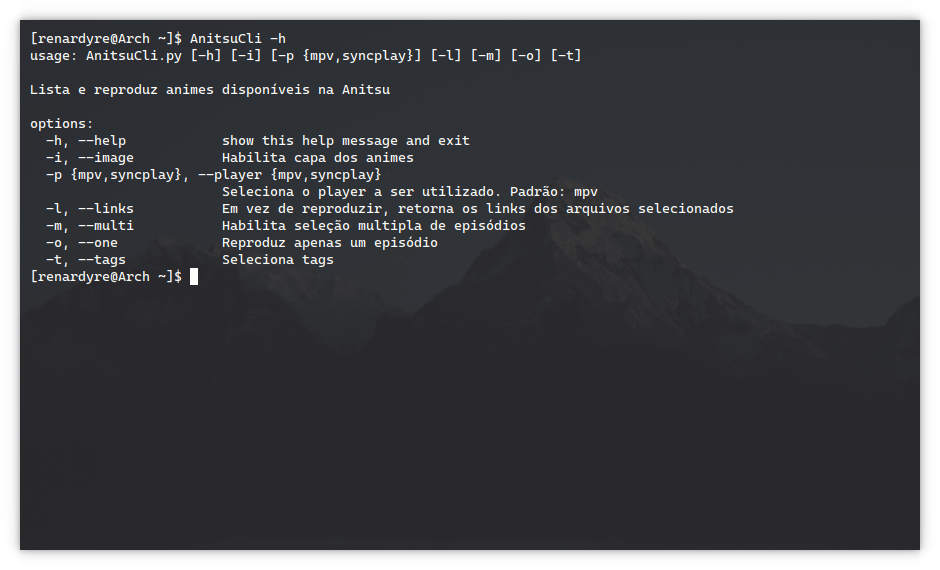 [renardyre@Arch ~]$ AnitsuCli -h
usage: AnitsuCli.py [-h] [-i] [-p {mpv,syncplay}] [-l] [-m] [-o] [-t]
Lista e reproduz animes disponíveis na Anitsu
options:
-h, --help show this help message and exit
-i, --image Habilita capa dos animes
-p {mpv,syncplay}, --player {mpv,syncplay}
Seleciona o player a ser utilizado. Padrão: mpv
-l, --links Em vez de reproduzir, retorna os links dos arquivos selecionados
-m, --multi Habilita seleção multipla de episódios
-o, --one Reproduz apenas um episódio
-t, --tags Seleciona tags
[renardyre@Arch ~]$